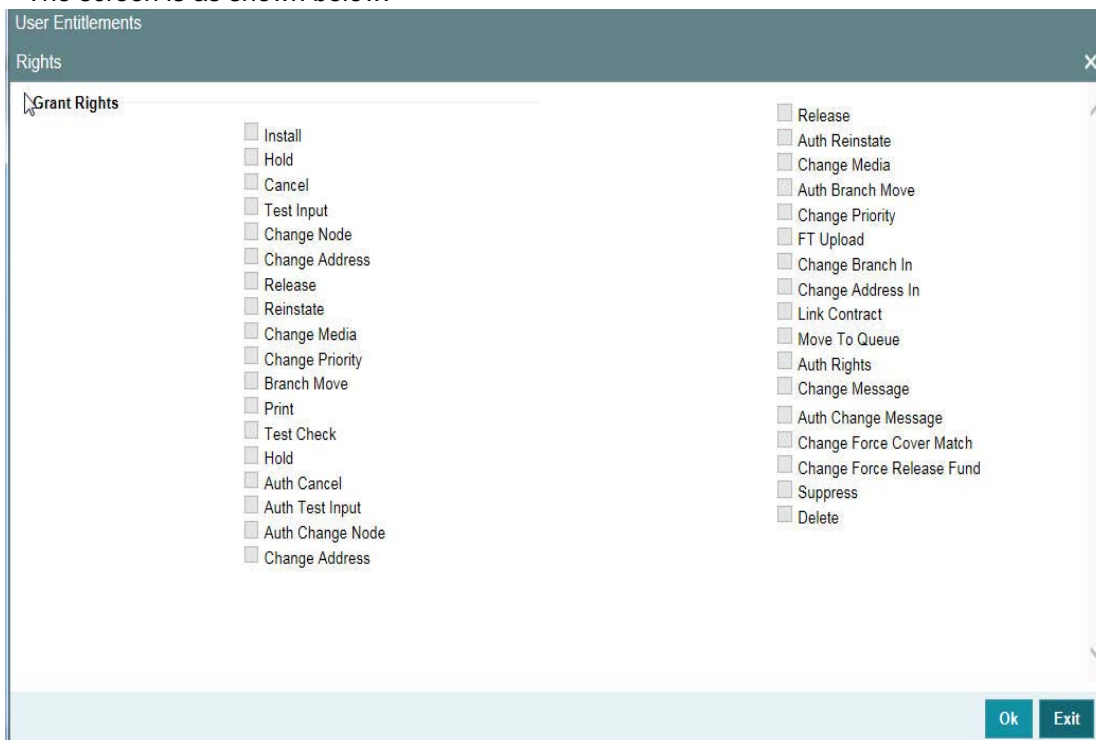 The screen is as shown below:
User Entitlements
Rights
Grant Rights
Install
Hold
Cancel
Test Input
Change Node
Change Address
Release
Reinstate
Change Media
Change Priority
Branch Move
Print
Test Check
Hold
Auth Cancel
Auth Test Input
Auth Change Node
Change Address
Release
Auth Reinstate
Change Media
Auth Branch Move
Change Priority
FT Upload
Change Branch In
Change Address In
Link Contract
Move To Queue
Auth Rights
Change Message
Auth Change Message
Change Force Cover Match
Change Force Release Fund
Suppress
Delete
Ok Exit